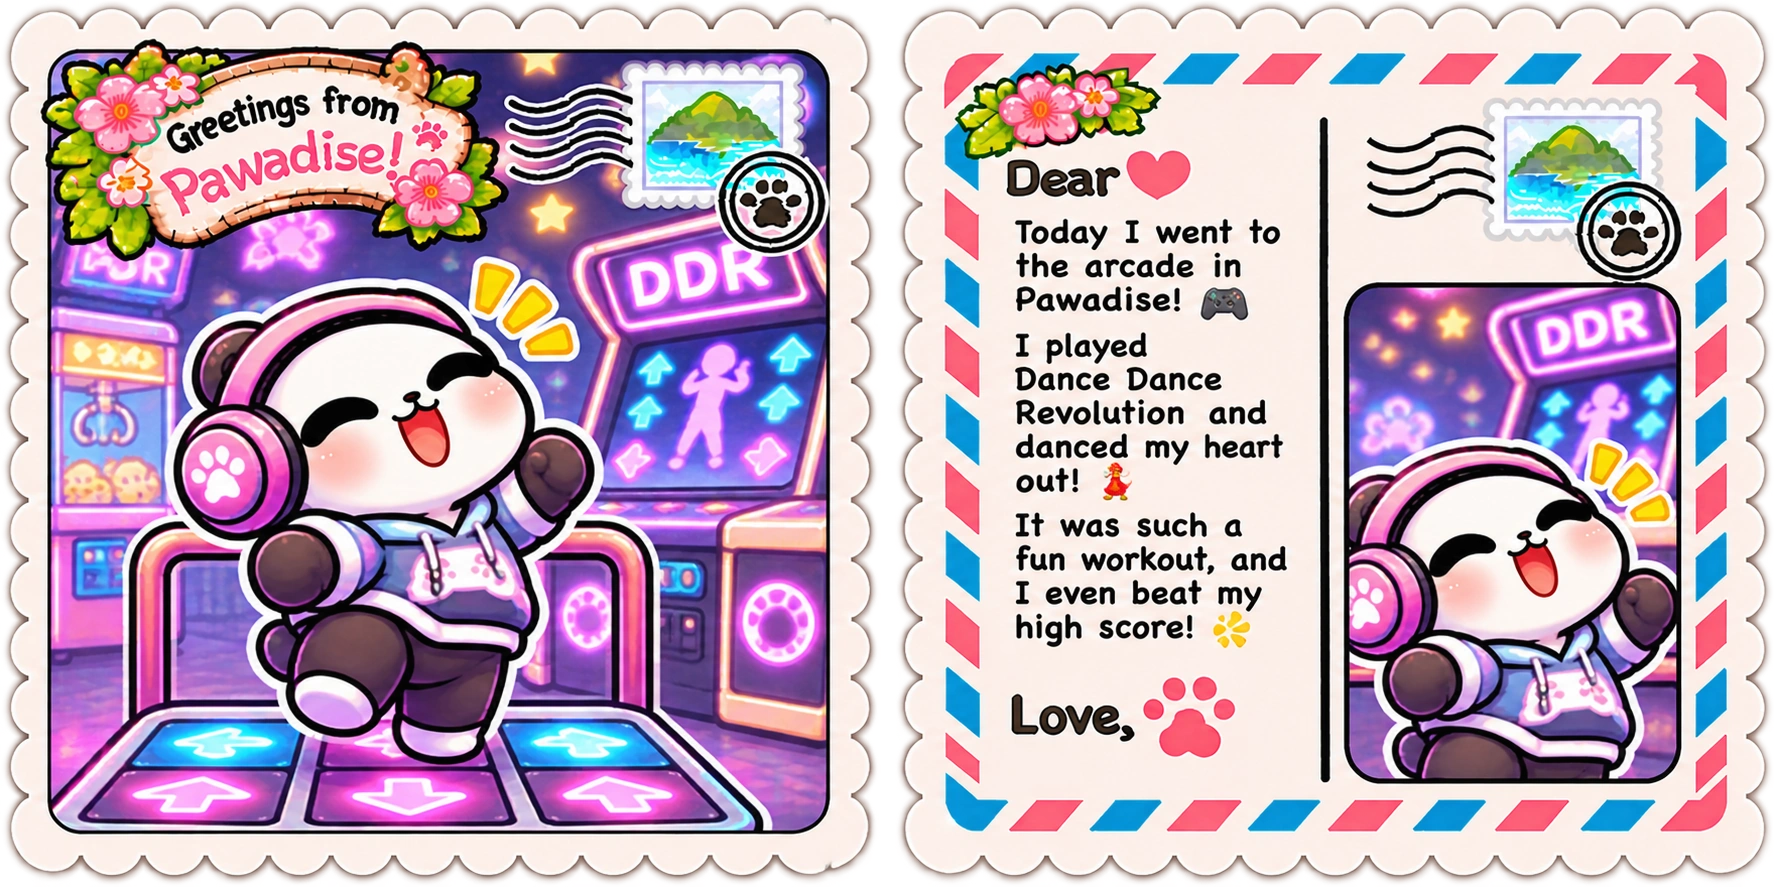 Greetings from
Pawadise!
DDR
DDR
Dear
Today I went to
the arcade in
Pawadise!
I played
Dance Dance
Revolution and
danced my heart
out!
It was such a
fun workout, and
I even beat my
high score!
Love,
DDR